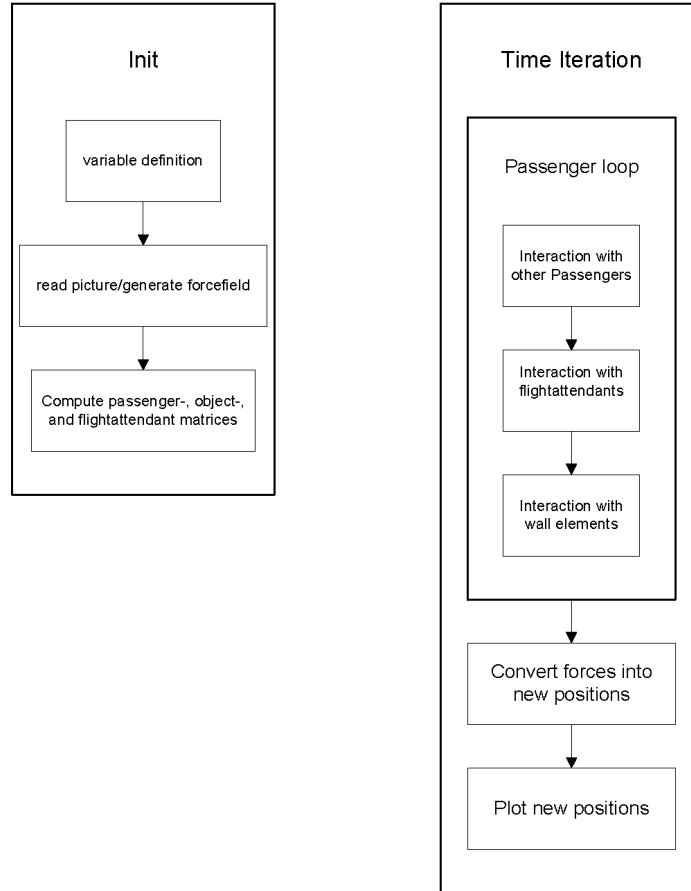 Init
variable definition
read picture/generate forcefield
Compute passenger-, object-,
and flightattendant matrices
Time Iteration
Passenger loop
Interaction with
other Passengers
Interaction with
flightattendants
Interaction with
wall elements
Convert forces into
new positions
Plot new positions